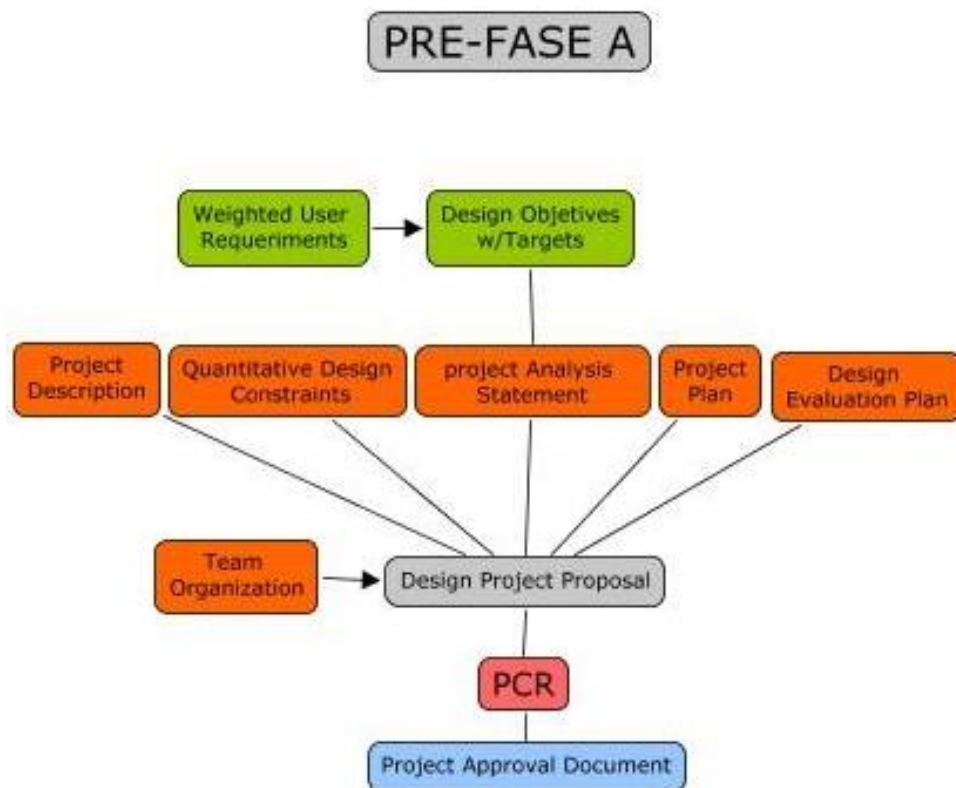 PRE-FASE A
Weighted User
Requeriments
Design Objetives
w/Targets
Project
Description
Quantitative Design
Constraints
project Analysis
Statement
Project
Plan
Design
Evaluation Plan
Team
Organization
Design Project Proposal
PCR
Project Approval Document